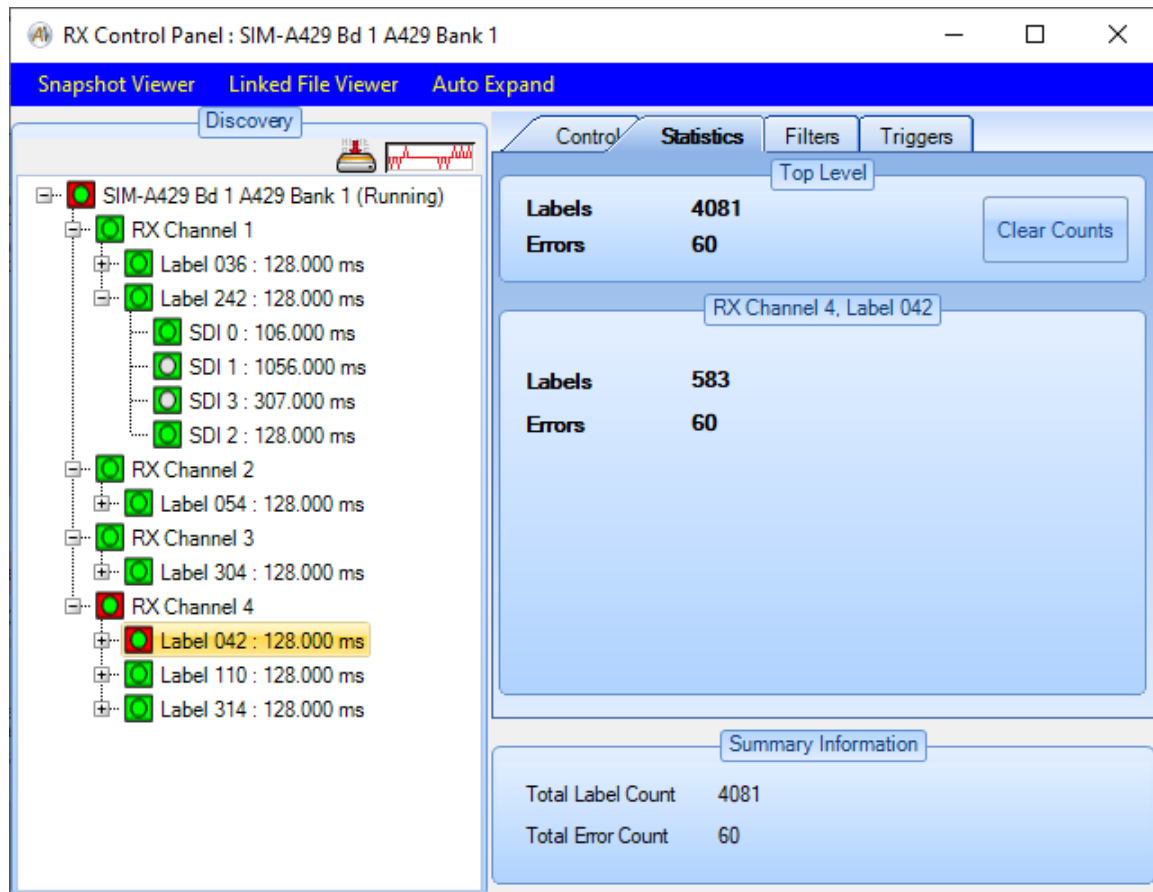 RX Control Panel : SIM-A429 Bd 1 A429 Bank 1
Snapshot Viewer Linked File Viewer Auto Expand
Discovery
SIM-A429 Bd 1 A429 Bank 1 (Running)
RX Channel 1
Label 036 : 128.000 ms
Label 242 : 128.000 ms
SDI 0 : 106.000 ms
SDI 1 : 1056.000 ms
SDI 3 : 307.000 ms
SDI 2 : 128.000 ms
RX Channel 2
Label 054 : 128.000 ms
RX Channel 3
Label 304 : 128.000 ms
RX Channel 4
Label 042 : 128.000 ms
Label 110 : 128.000 ms
Label 314 : 128.000 ms
Control Statistics Filters Triggers
Top Level
Labels 4081
Errors 60
Clear Counts
RX Channel 4, Label 042
Labels 583
Errors 60
Summary Information
Total Label Count 4081
Total Error Count 60